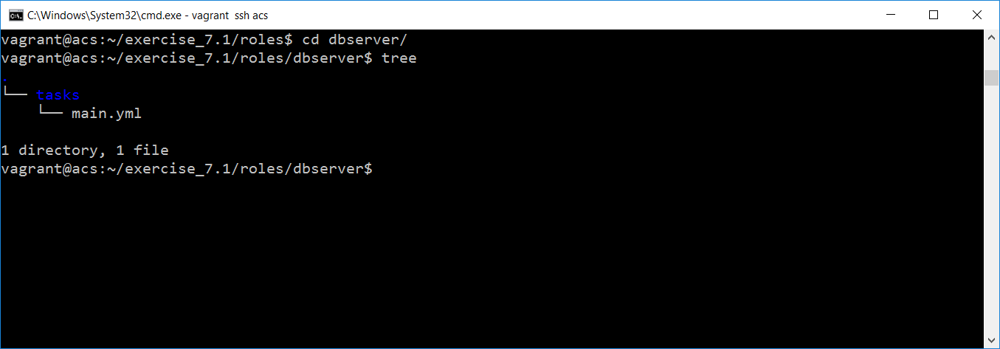 C:\Windows\System32\cmd.exe - vagrant  ssh acs
vagrant@acs:~/exercise_7.1/roles$ cd dbserver/
vagrant@acs:~/exercise_7.1/roles/dbserver$ tree
.
└── tasks
    └── main.yml

1 directory, 1 file
vagrant@acs:~/exercise_7.1/roles/dbserver$